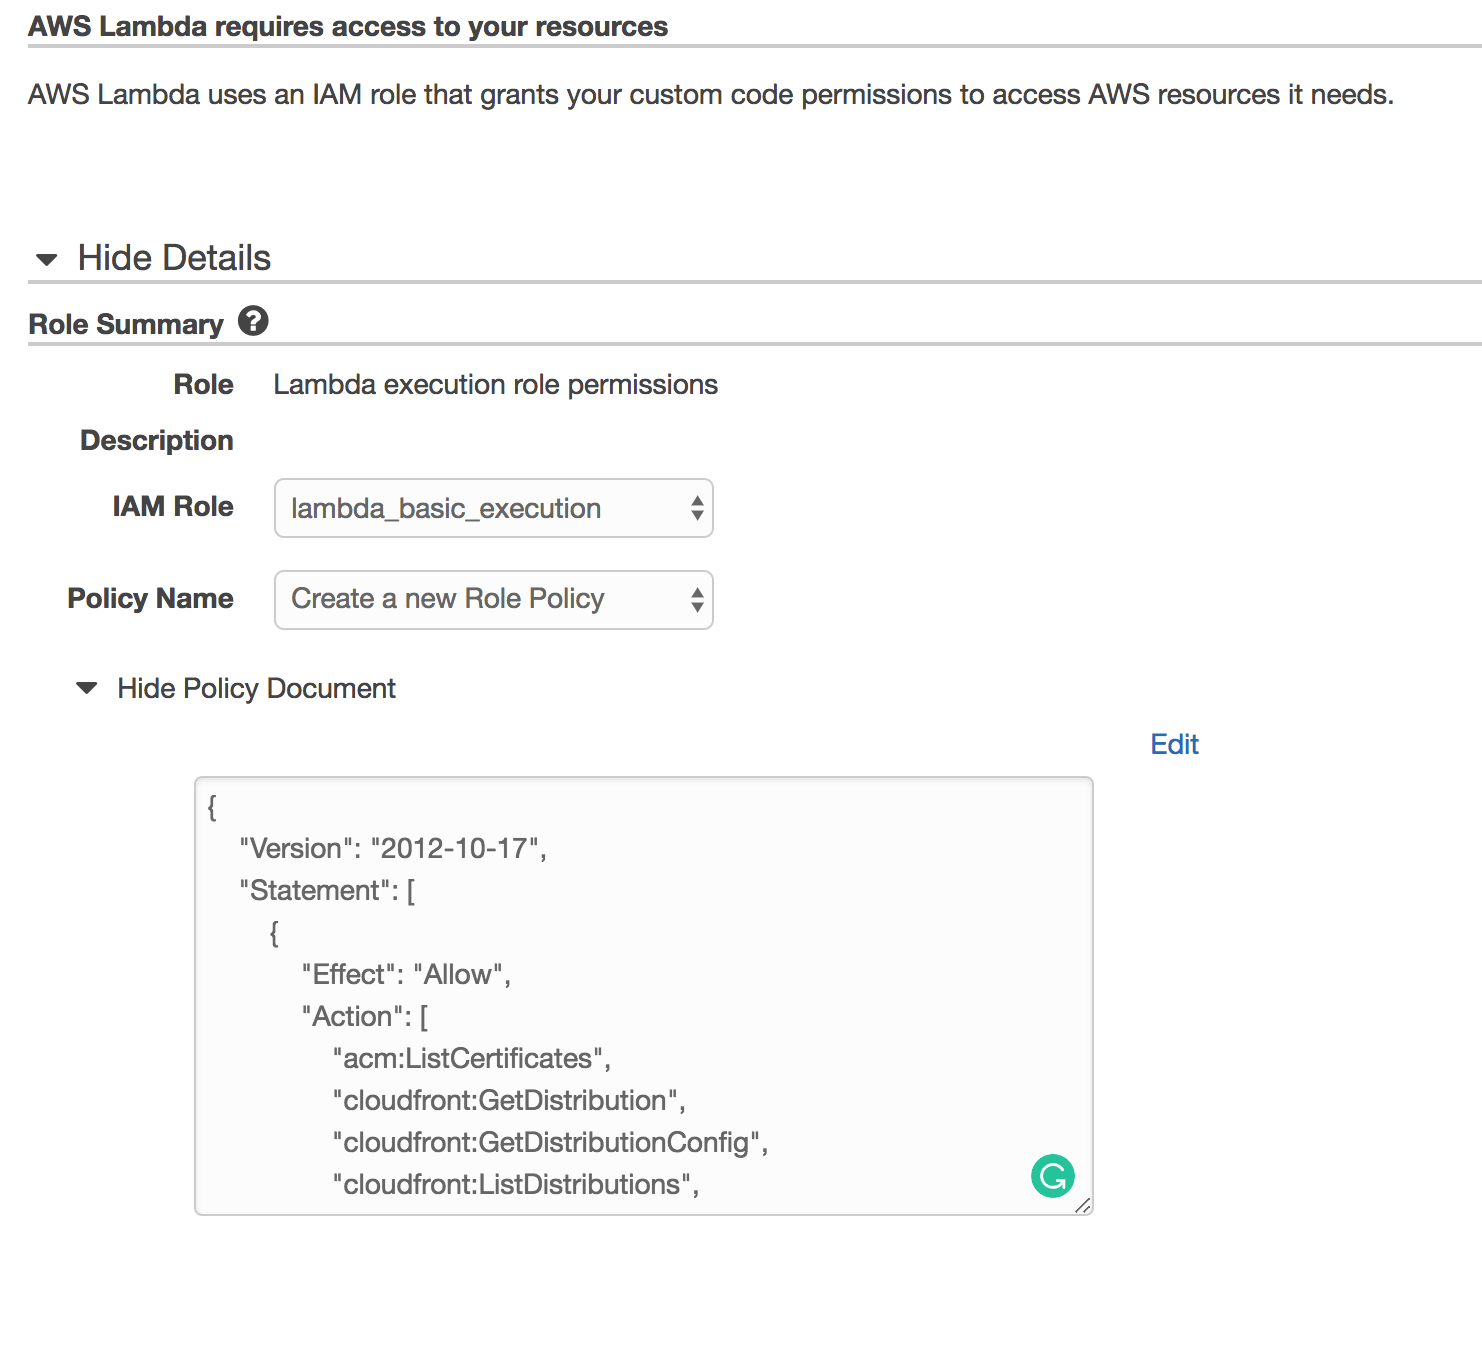 AWS Lambda requires access to your resources
AWS Lambda uses an IAM role that grants your custom code permissions to access AWS resources it needs.
Hide Details
Role Summary ?
Role Lambda execution role permissions
Description
IAM Role lambda_basic_execution
Policy Name Create a new Role Policy
Hide Policy Document
Edit
{
"Version": "2012-10-17",
"Statement": [
{
"Effect": "Allow",
"Action": [
"acm:ListCertificates",
"cloudfront:GetDistribution",
"cloudfront:GetDistributionConfig",
"cloudfront:ListDistributions",